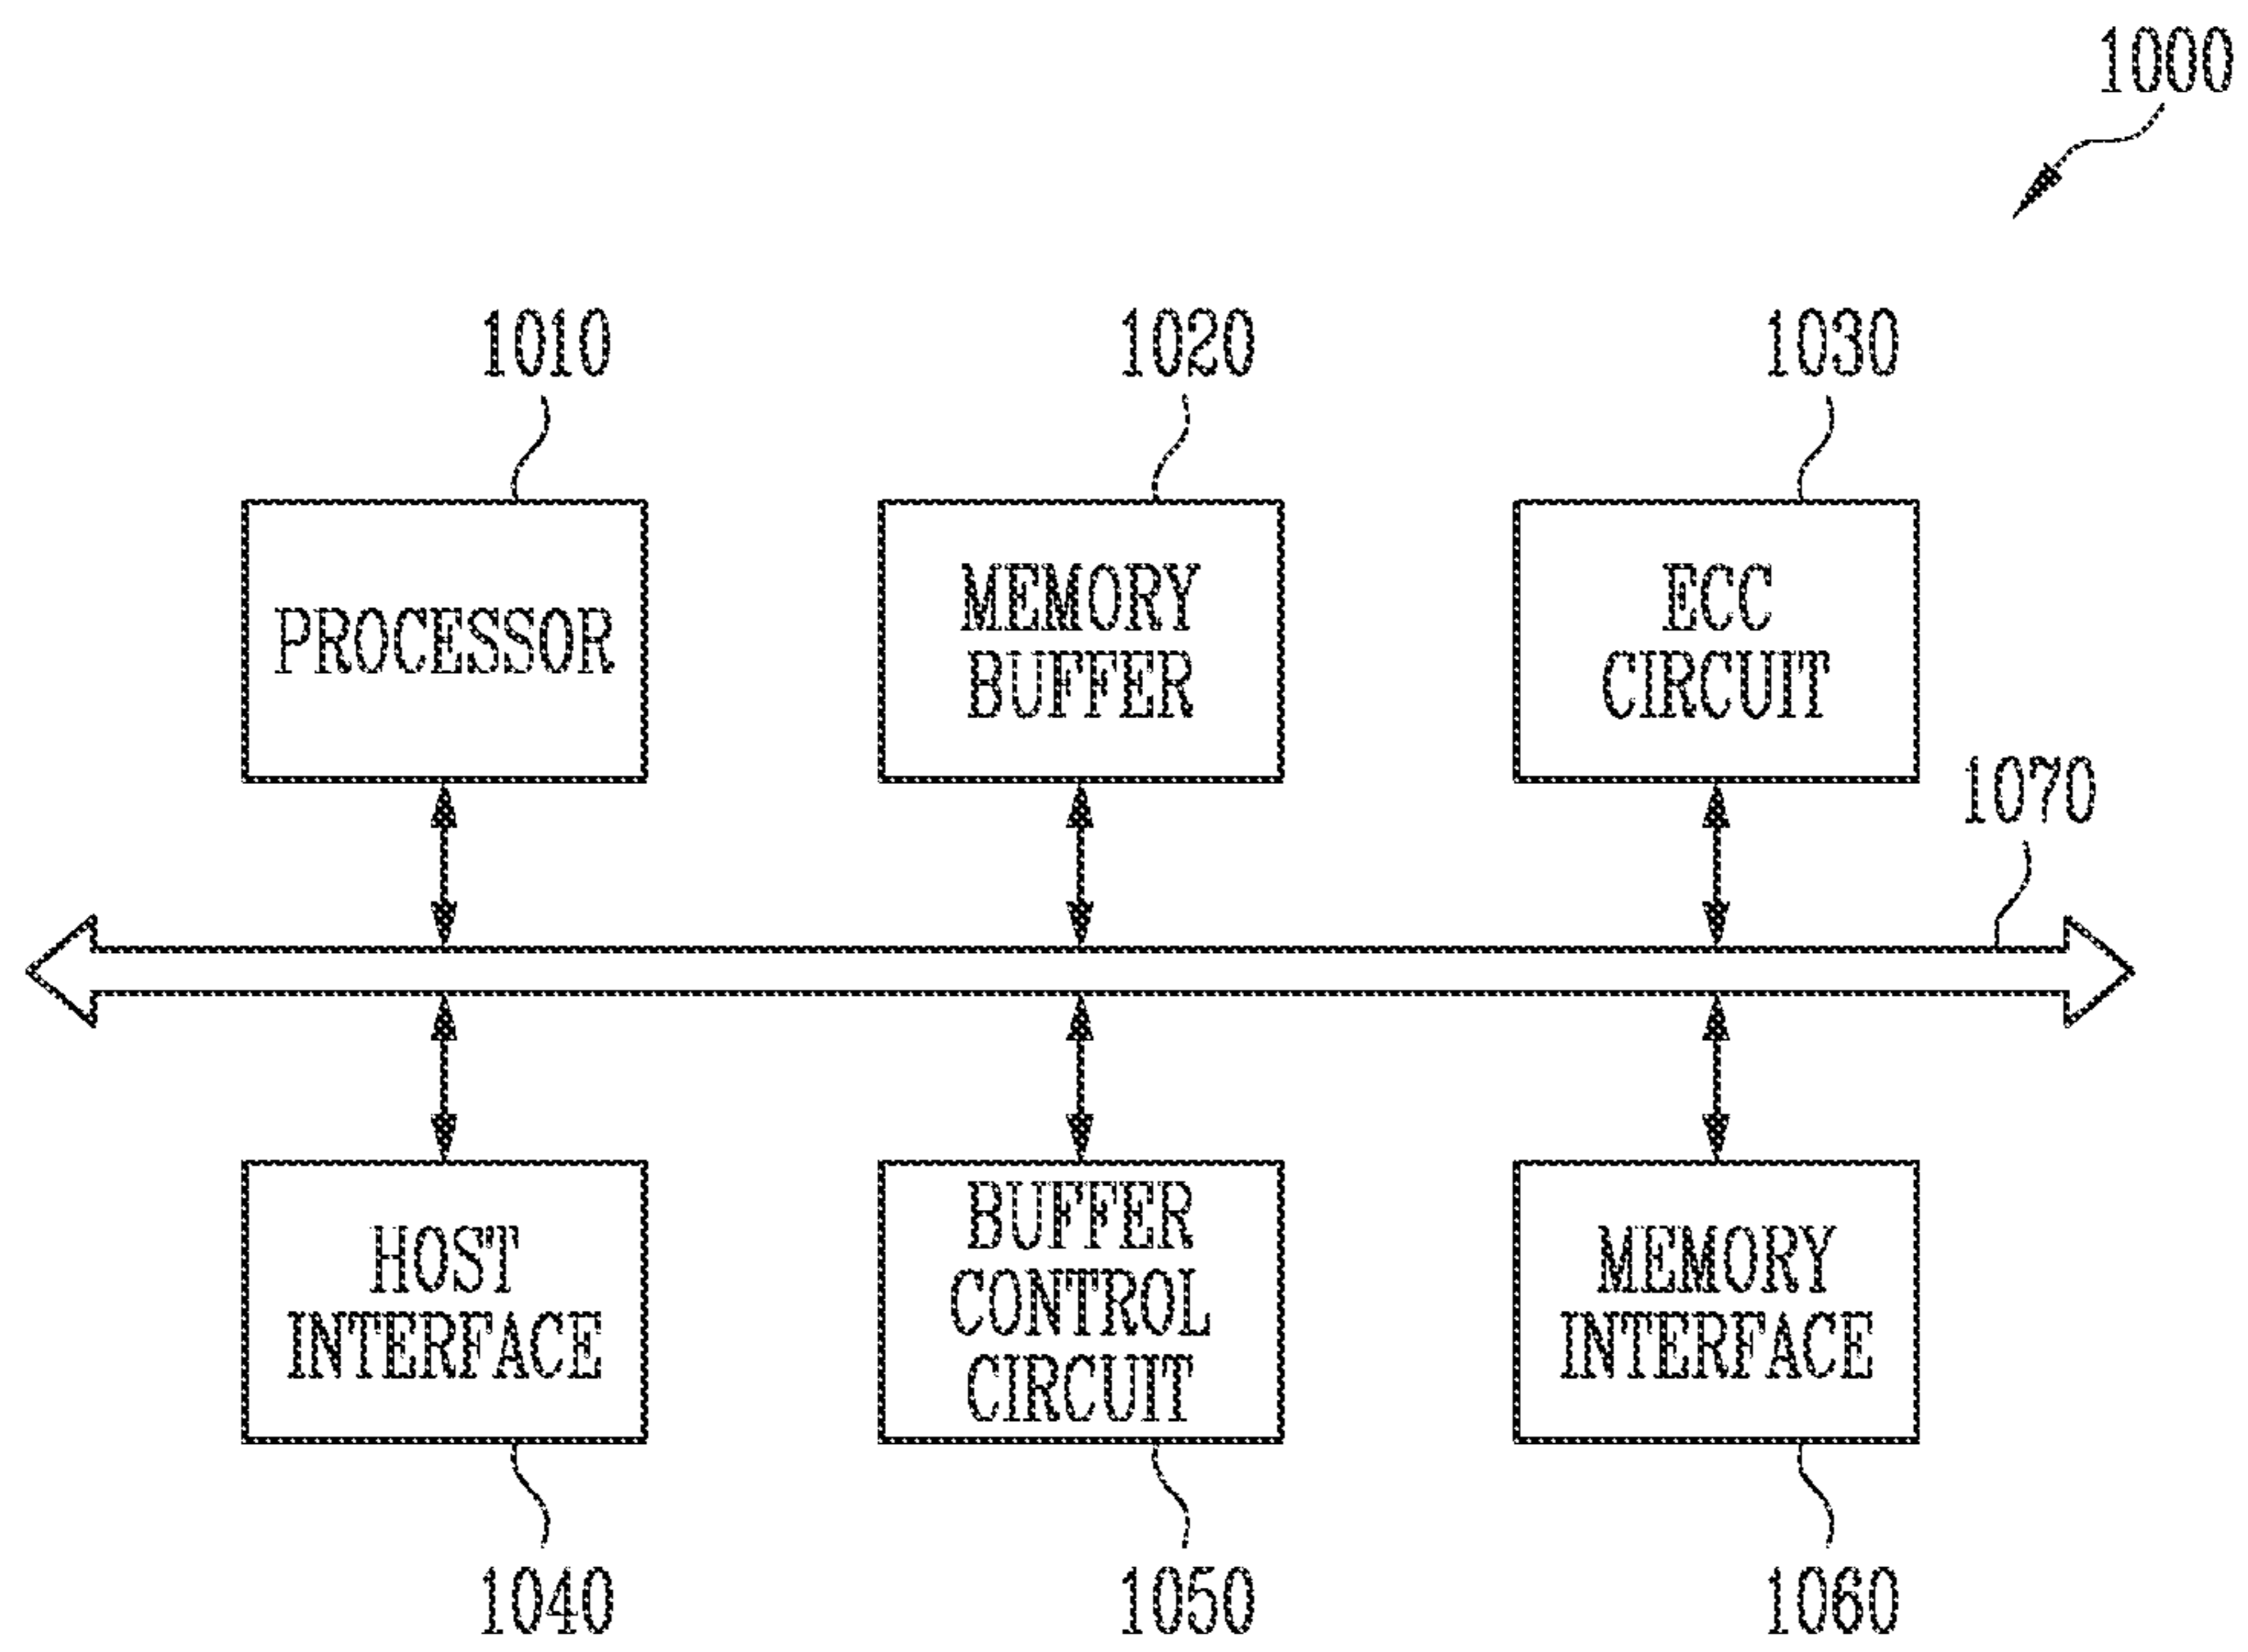 1000
1010
1020
1030
PROCESSOR
MEMORY
BUFFER
ECC
CIRCUIT
1070
HOST
INTERFACE
BUFFER
CONTROL
CIRCUIT
MEMORY
INTERFACE
1040
1050
1060